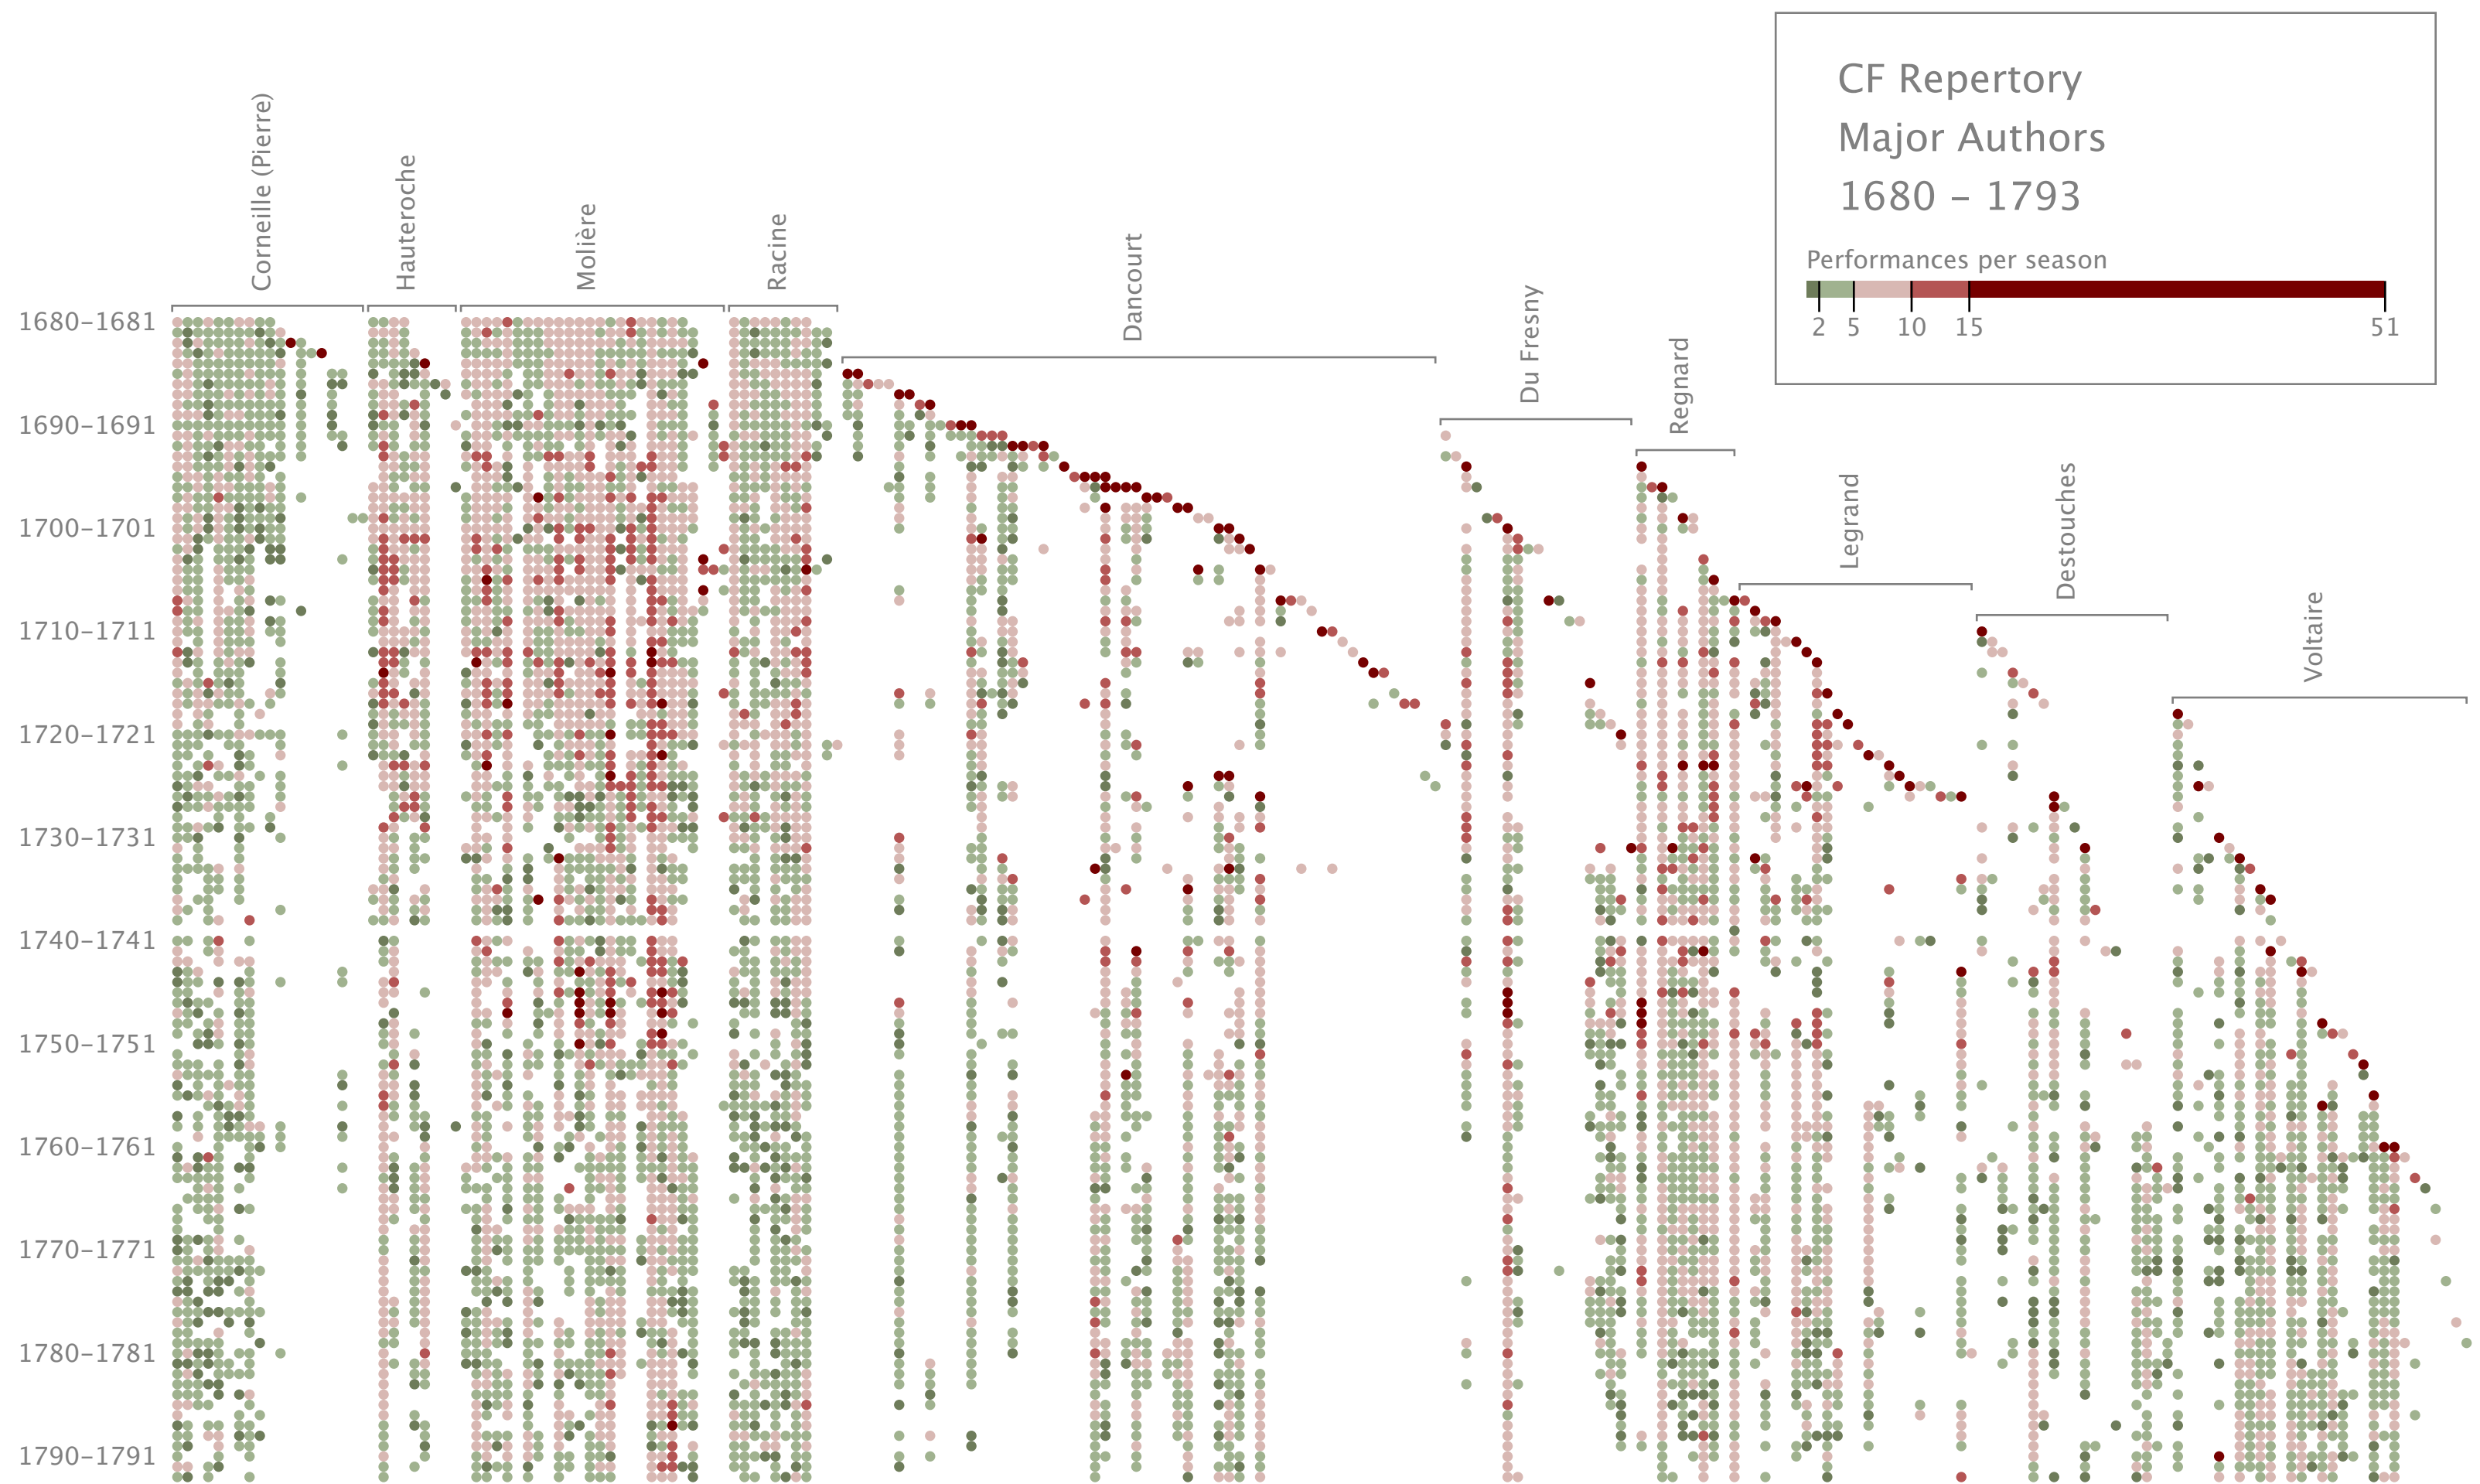 CF Repertory
Major Authors
1680 – 1793
Performances per season
2 5 10 15 51
Corneille (Pierre)
Hauteroche
Molière
Racine
Dancourt
Du Fresny
Regnard
Legrand
Destouches
Voltaire
1680–1681
1690–1691
1700–1701
1710–1711
1720–1721
1730–1731
1740–1741
1750–1751
1760–1761
1770–1771
1780–1781
1790–1791